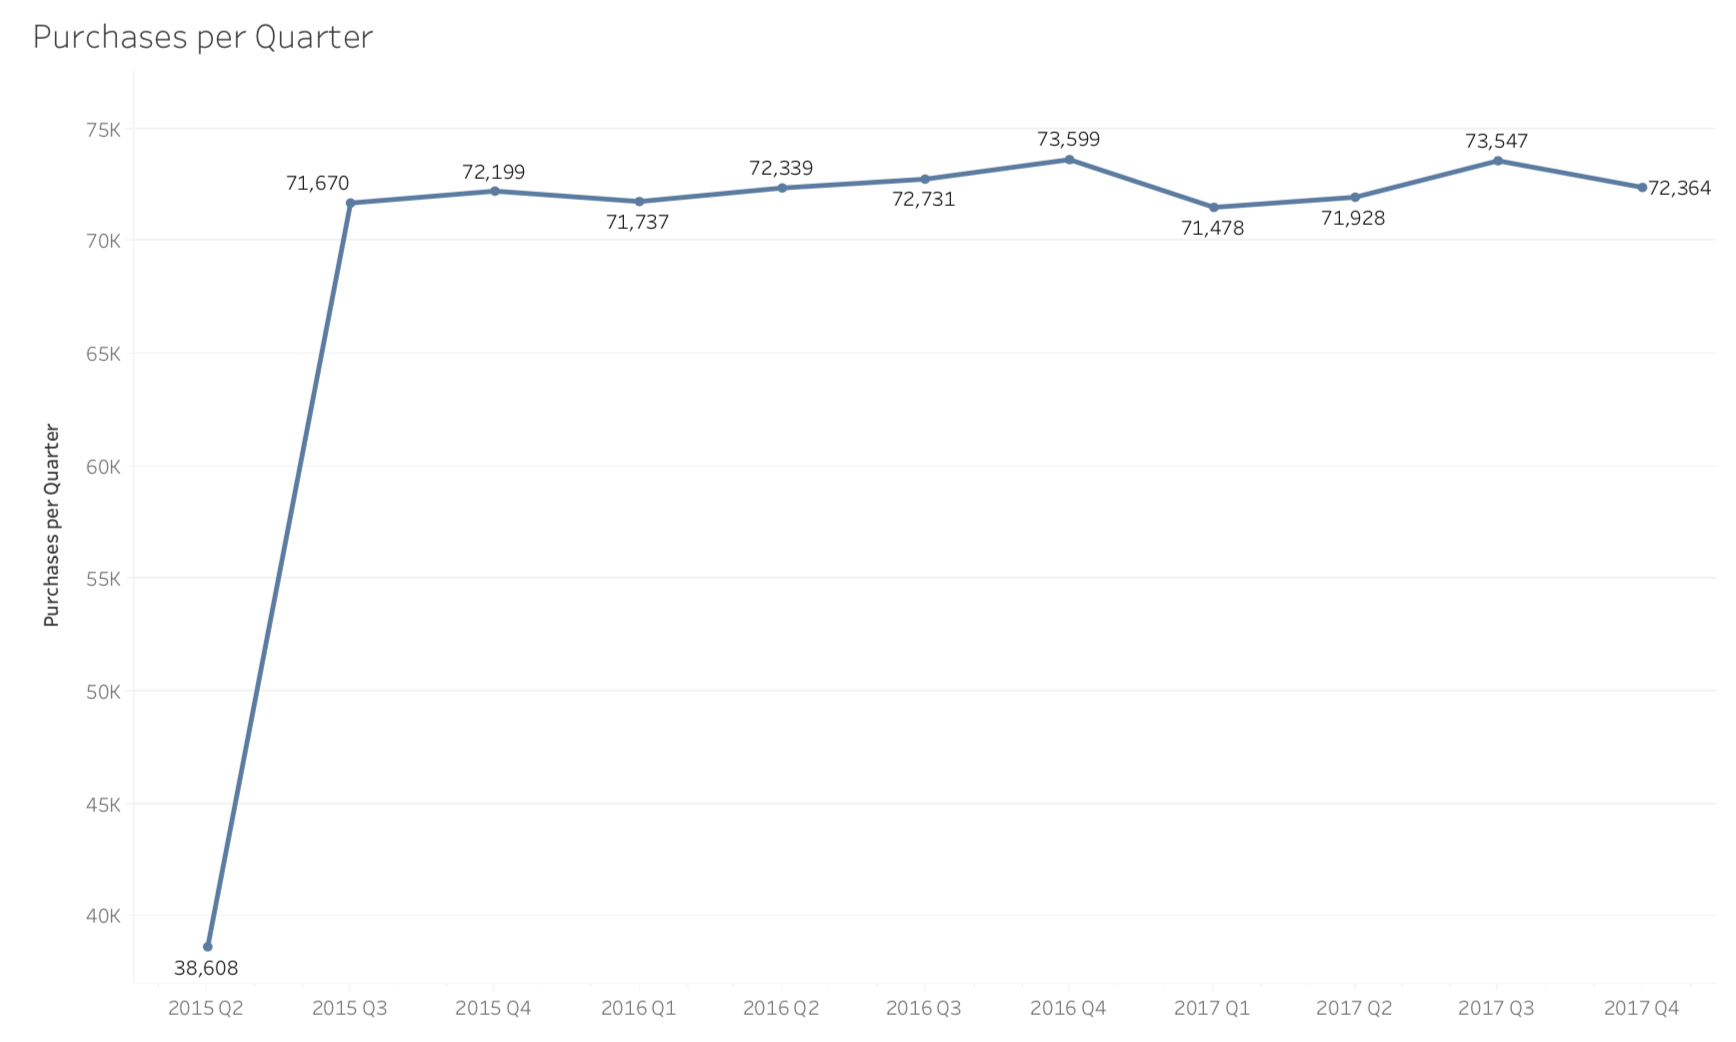 Purchases per Quarter
Purchases per Quarter
75K
70K
65K
60K
55K
50K
45K
40K
38,608
71,670
72,199
71,737
72,339
72,731
73,599
71,478
71,928
73,547
72,364
2015 Q2
2015 Q3
2015 Q4
2016 Q1
2016 Q2
2016 Q3
2016 Q4
2017 Q1
2017 Q2
2017 Q3
2017 Q4